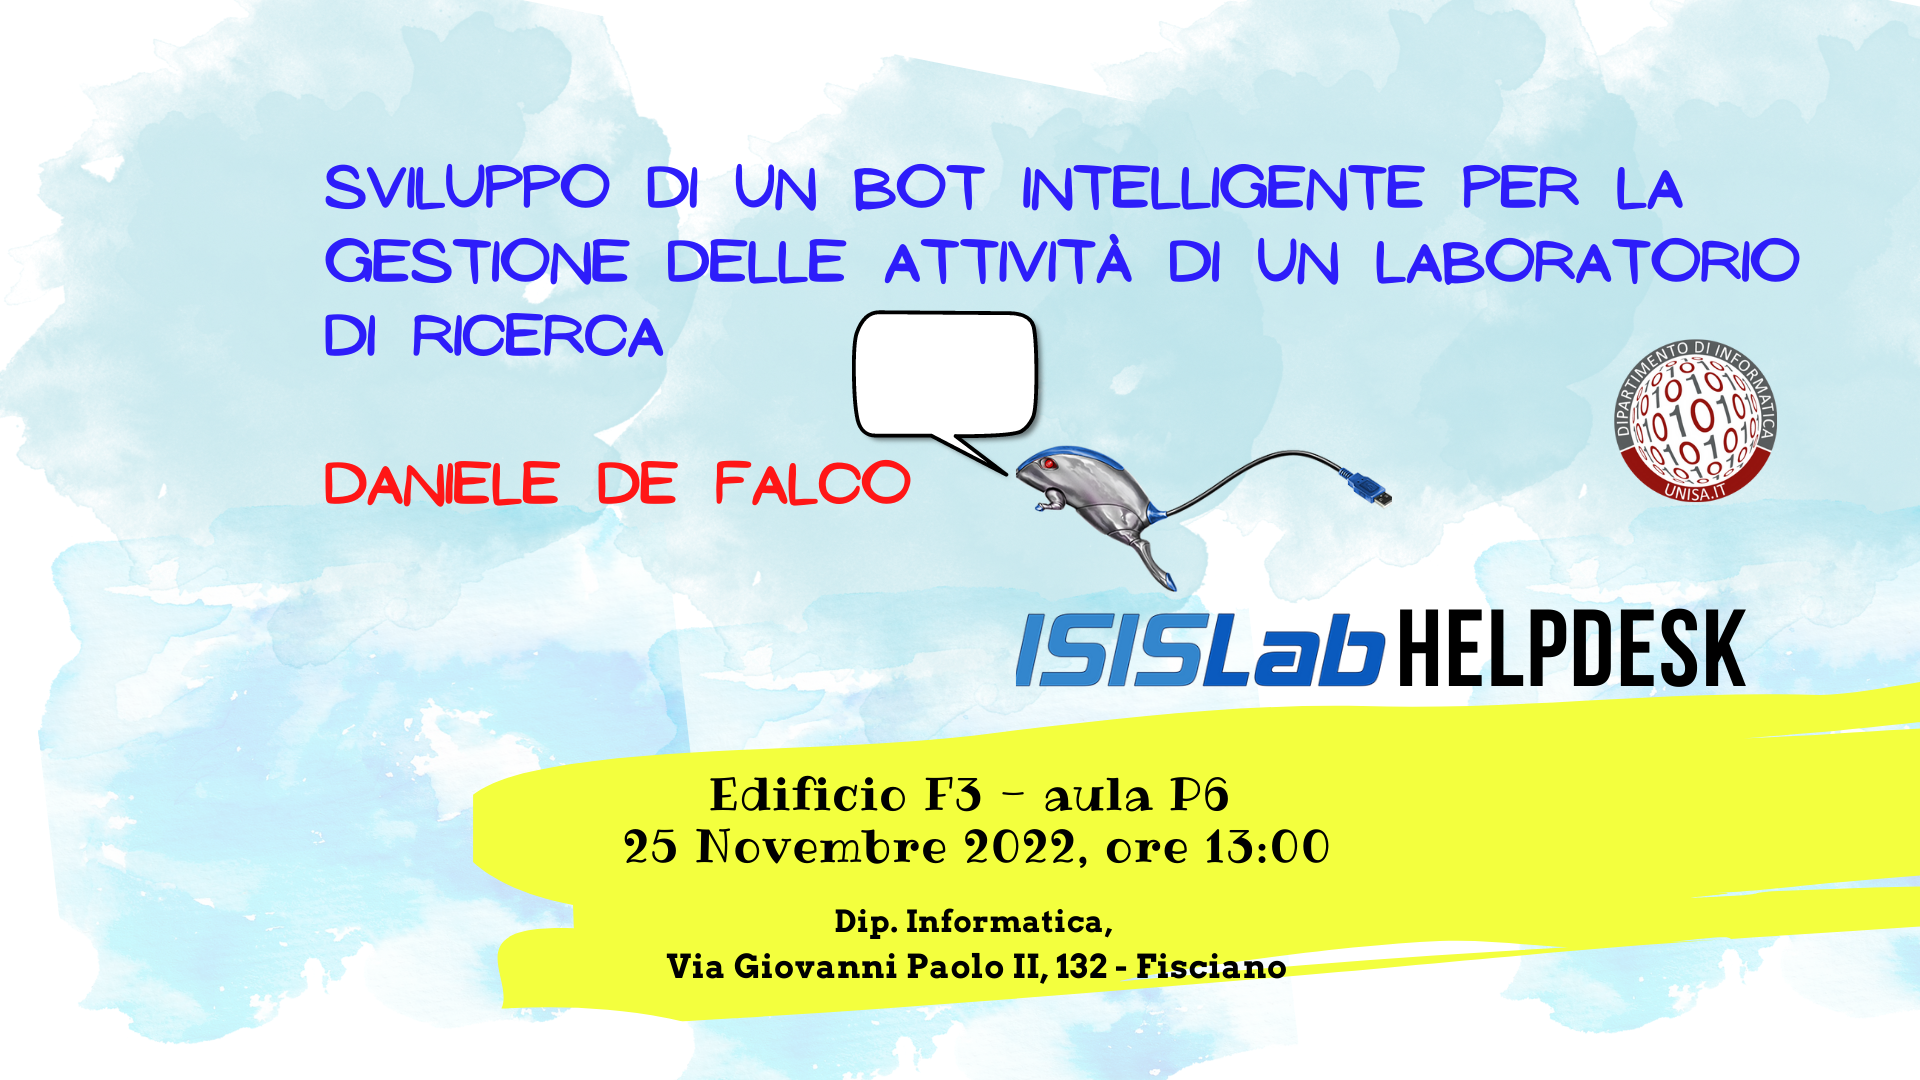 SVILUPPO DI UN BOT INTELLIGENTE PER LA
GESTIONE DELLE ATTIVITÀ DI UN LABORATORIO
DI RICERCA
DANIELE DE FALCO
DIPARTIMENTO DI INFORMATICA
UNISA.IT
ISISLab HELPDESK
Edificio F3 - aula P6
25 Novembre 2022, ore 13:00
Dip. Informatica,
Via Giovanni Paolo II, 132 - Fisciano